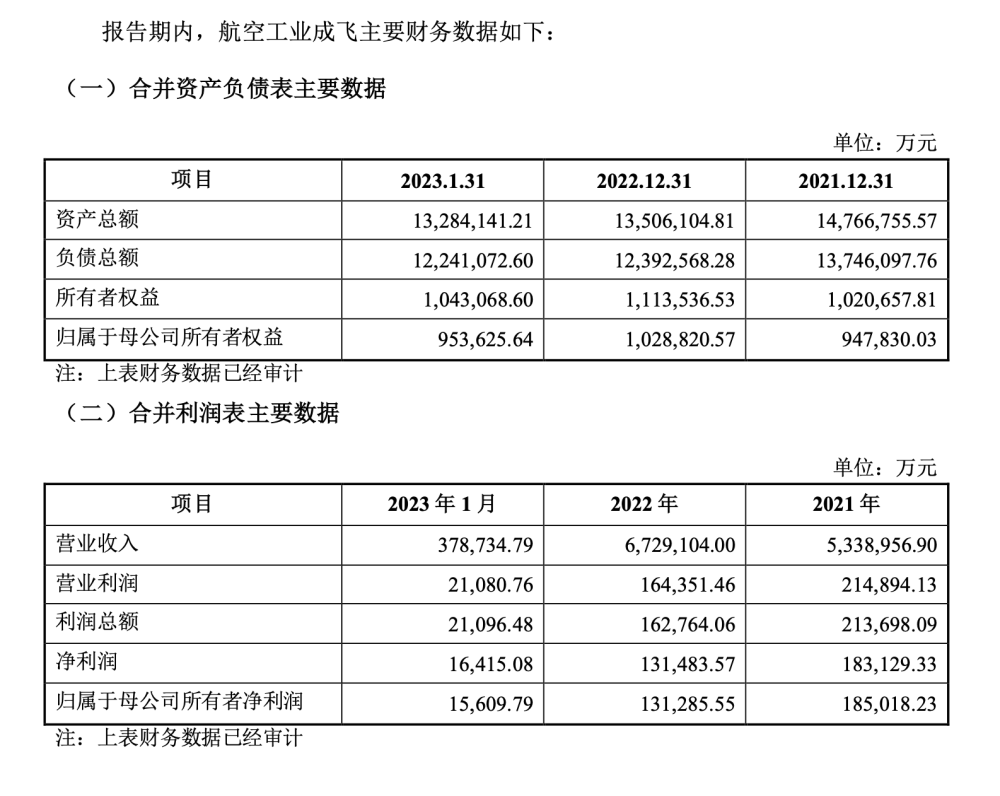 报告期内，航空工业成飞主要财务数据如下：
（一）合并资产负债表主要数据
单位：万元
项目 2023.1.31 2022.12.31 2021.12.31
资产总额 13,284,141.21 13,506,104.81 14,766,755.57
负债总额 12,241,072.60 12,392,568.28 13,746,097.76
所有者权益 1,043,068.60 1,113,536.53 1,020,657.81
归属于母公司所有者权益 953,625.64 1,028,820.57 947,830.03
注：上表财务数据已经审计
（二）合并利润表主要数据
单位：万元
项目 2023 年 1 月 2022 年 2021 年
营业收入 378,734.79 6,729,104.00 5,338,956.90
营业利润 21,080.76 164,351.46 214,894.13
利润总额 21,096.48 162,764.06 213,698.09
净利润 16,415.08 131,483.57 183,129.33
归属于母公司所有者净利润 15,609.79 131,285.55 185,018.23
注：上表财务数据已经审计